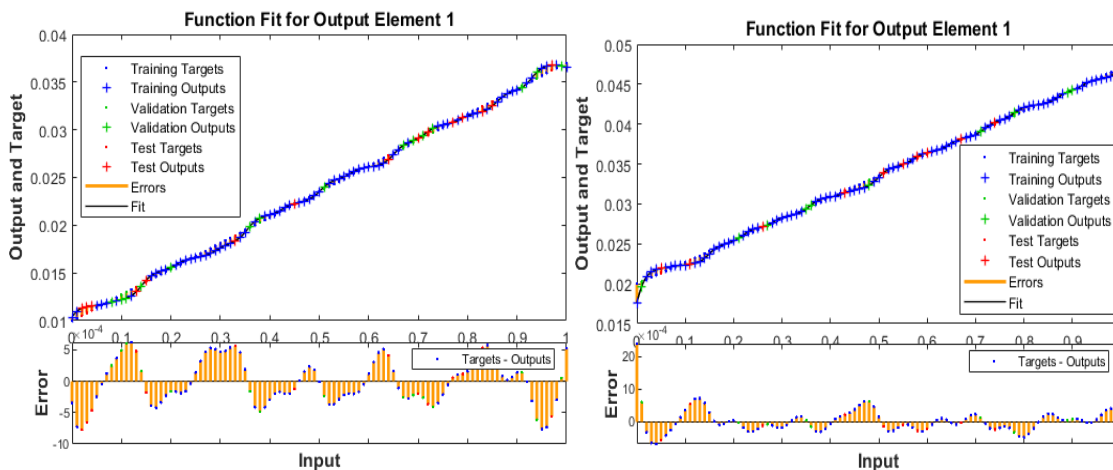 Function Fit for Output Element 1
0.04
0.035
0.03
0.025
0.02
0.015
0.01
Output and Target
Training Targets
Training Outputs
Validation Targets
Validation Outputs
Test Targets
Test Outputs
Errors
Fit
0 0.1 0.2 0.3 0.4 0.5 0.6 0.7 0.8 0.9 1
×10-4
5
0
-5
-10
Error
Targets - Outputs
Input
Function Fit for Output Element 1
0.05
0.045
0.04
0.035
0.03
0.025
0.02
0.015
Output and Target
Training Targets
Training Outputs
Validation Targets
Validation Outputs
Test Targets
Test Outputs
Errors
Fit
0 0.1 0.2 0.3 0.4 0.5 0.6 0.7 0.8 0.9
×10-4
20
10
0
Error
Targets - Outputs
Input